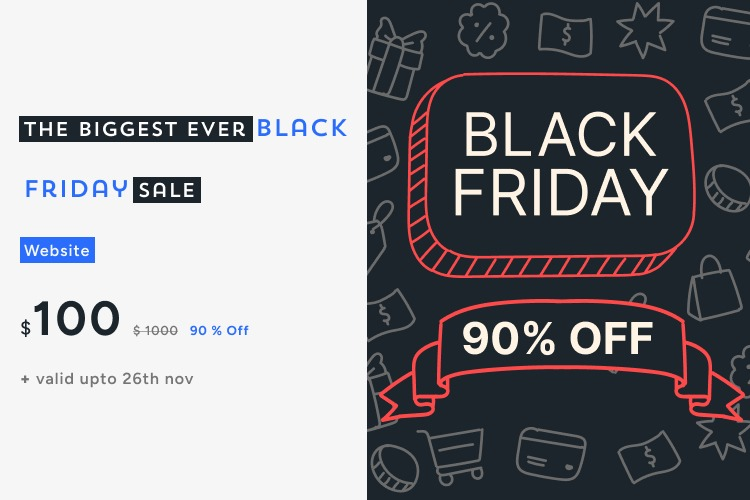 THE BIGGEST EVER BLACK
FRIDAY SALE
Website
$100 $ 1000 90 % Off
+ valid upto 26th nov
BLACK
FRIDAY
90% OFF